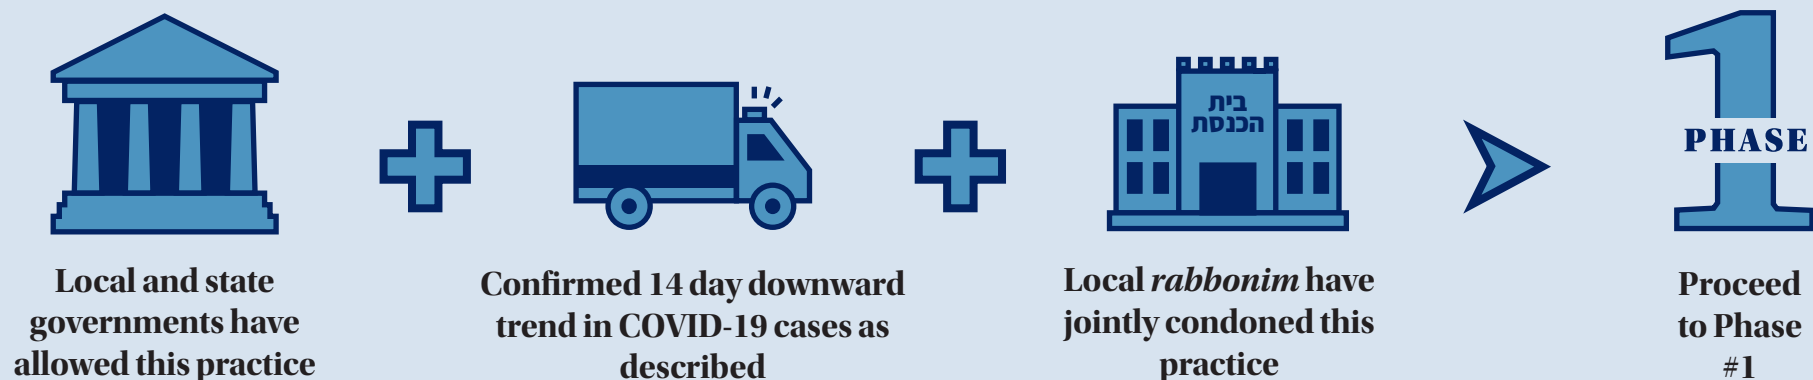 בית
הכנסת
1
PHASE
Local and state
governments have
allowed this practice
Confirmed 14 day downward
trend in COVID-19 cases as
described
Local rabbonim have
jointly condoned this
practice
Proceed
to Phase
#1